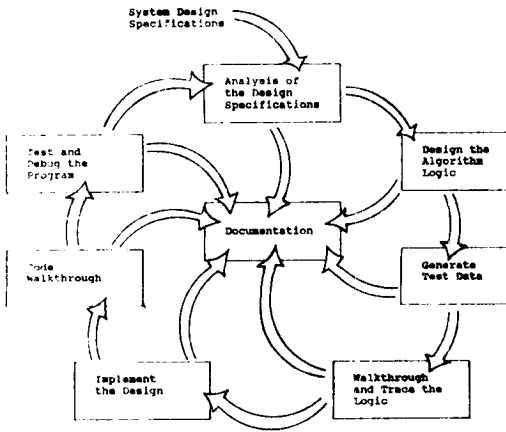 System Design
Specifications
Analysis of
the Design
Specifications
Test and
Debug the
Program
Design the
Algorithm
Logic
Documentation
Code
Walkthrough
Generate
Test Data
Implement
the Design
Walkthrough
and Trace the
Logic